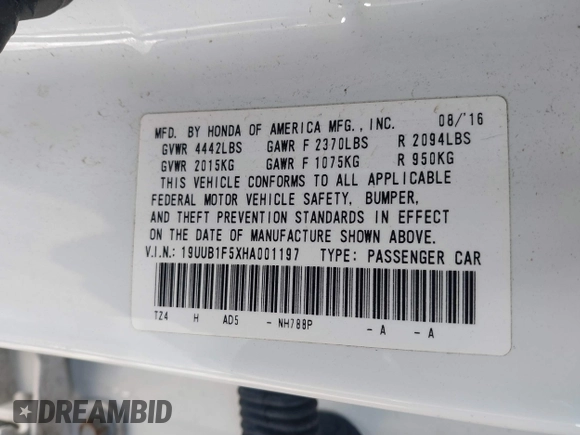 MFD. BY HONDA OF AMERICA MFG., INC. 08/'16
GVWR 4442LBS GAWR F 2370LBS R 2094LBS
GVWR 2015KG GAWR F 1075KG R 950KG
THIS VEHICLE CONFORMS TO ALL APPLICABLE
FEDERAL MOTOR VEHICLE SAFETY, BUMPER,
AND THEFT PREVENTION STANDARDS IN EFFECT
ON THE DATE OF MANUFACTURE SHOWN ABOVE.
V.I.N.: 19UUB1F5XHA001197 TYPE: PASSENGER CAR
TZ4 H AD5 - NH788P - A - A
DREAMBID